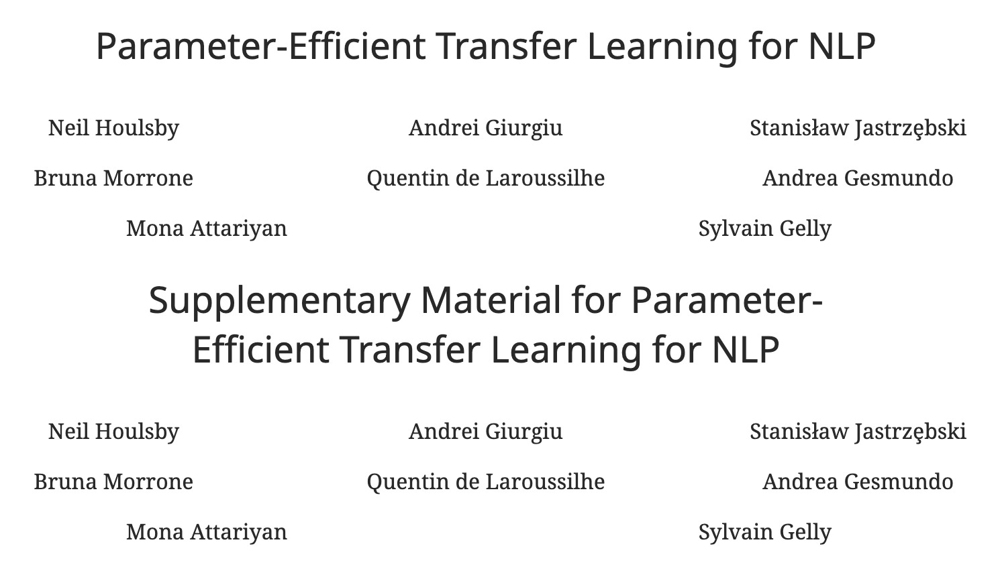 Parameter-Efficient Transfer Learning for NLP
Neil Houlsby Andrei Giurgiu Stanisław Jastrzębski
Bruna Morrone Quentin de Laroussilhe Andrea Gesmundo
Mona Attariyan Sylvain Gelly
Supplementary Material for Parameter-
Efficient Transfer Learning for NLP
Neil Houlsby Andrei Giurgiu Stanisław Jastrzębski
Bruna Morrone Quentin de Laroussilhe Andrea Gesmundo
Mona Attariyan Sylvain Gelly